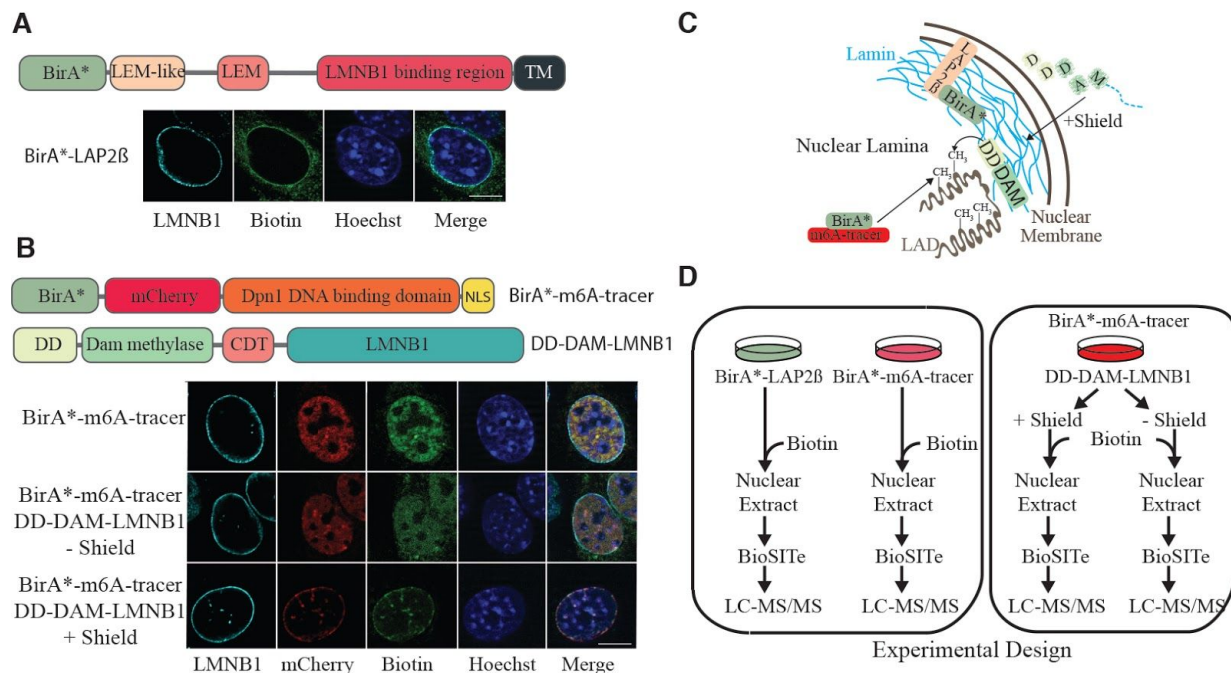 A
BirA*
LEM-like
LEM
LMNB1 binding region
TM
BirA*-LAP2ß
LMNB1
Biotin
Hoechst
Merge
B
BirA*
mCherry
Dpn1 DNA binding domain
NLS
BirA*-m6A-tracer
DD
Dam methylase
CDT
LMNB1
DD-DAM-LMNB1
BirA*-m6A-tracer
BirA*-m6A-tracer
DD-DAM-LMNB1
- Shield
BirA*-m6A-tracer
DD-DAM-LMNB1
+ Shield
LMNB1
mCherry
Biotin
Hoechst
Merge
C
Lamin
LAP2ß
BirA*
D D D A M
+Shield
Nuclear Lamina
CH3
CH3
DD DAM
CH3 CH3
BirA*
m6A-tracer
LAD
Nuclear
Membrane
D
BirA*-LAP2ß
BirA*-m6A-tracer
Biotin
Biotin
Nuclear
Extract
Nuclear
Extract
BioSITe
BioSITe
LC-MS/MS
LC-MS/MS
BirA*-m6A-tracer
DD-DAM-LMNB1
+ Shield
- Shield
Biotin
Nuclear
Extract
Nuclear
Extract
BioSITe
BioSITe
LC-MS/MS
LC-MS/MS
Experimental Design